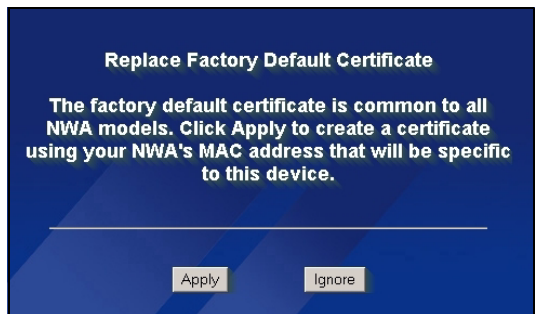 Replace Factory Default Certificate
The factory default certificate is common to all
NWA models. Click Apply to create a certificate
using your NWA's MAC address that will be specific
to this device.
Apply Ignore